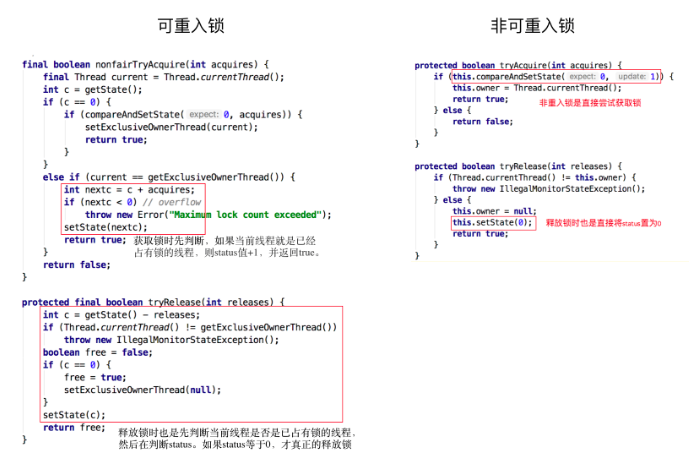 可重入锁
final boolean nonfairTryAcquire(int acquires) {
final Thread current = Thread.currentThread();
int c = getState();
if (c == 0) {
if (compareAndSetState( expect: 0, acquires)) {
setExclusiveOwnerThread(current);
return true;
}
}
else if (current == getExclusiveOwnerThread()) {
int nextc = c + acquires;
if (nextc < 0) // overflow
throw new Error("Maximum lock count exceeded");
setState(nextc);
return true;
获取锁时先判断，如果当前线程就是已经
占有锁的线程，则status值+1，并返回true。
}
return false;
}
protected final boolean tryRelease(int releases) {
int c = getState() - releases;
if (Thread.currentThread() != getExclusiveOwnerThread())
throw new IllegalMonitorStateException();
boolean free = false;
if (c == 0) {
free = true;
setExclusiveOwnerThread(null);
}
setState(c);
return free;
}
释放锁时也是先判断当前线程是否是已占有锁的线程，
然后在判断status。如果status等于0，才真正的释放锁
非可重入锁
protected boolean tryAcquire(int acquires) {
if (this.compareAndSetState( expect: 0, update: 1)) {
this.owner = Thread.currentThread();
return true;
非重入锁是直接尝试获取锁
} else {
return false;
}
}
protected boolean tryRelease(int releases) {
if (Thread.currentThread() != this.owner) {
throw new IllegalMonitorStateException();
} else {
this.owner = null;
this.setState(0);
释放锁时也是直接将status置为0
return true;
}
}